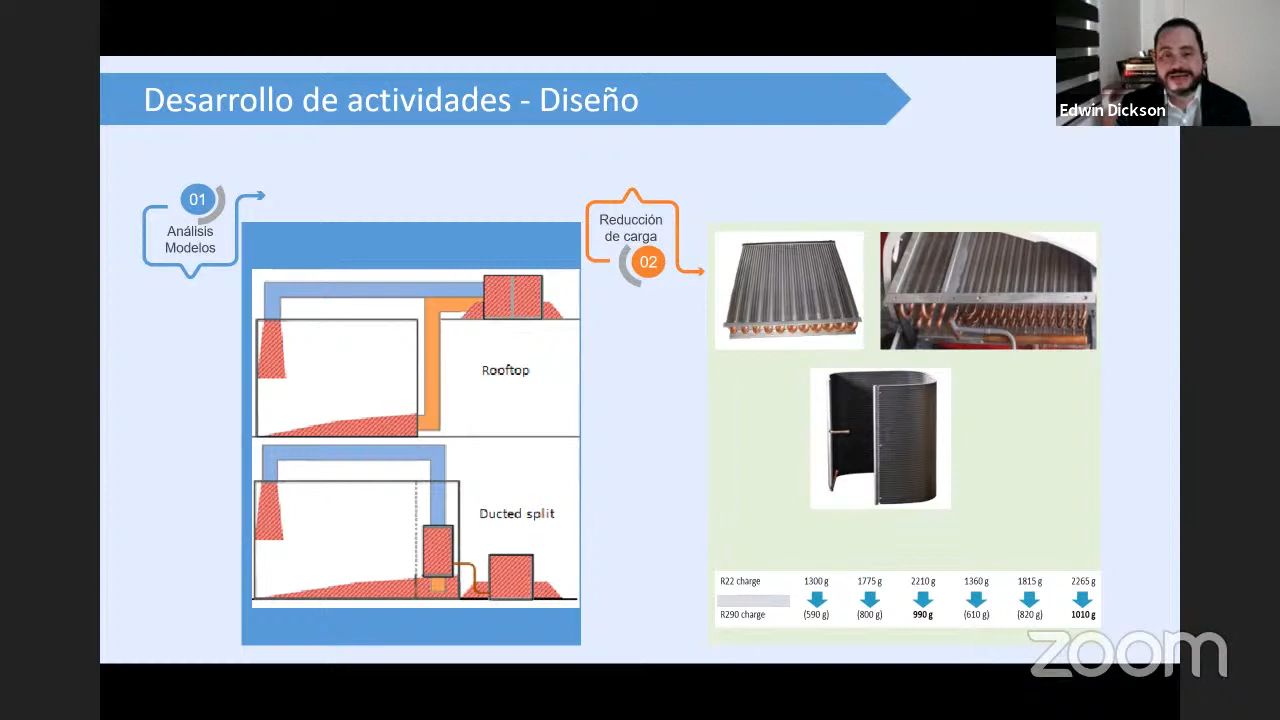 Desarrollo de actividades - Diseño
Edwin Dickson
01
Análisis
Modelos
Reducción
de carga
02
Rooftop
Ducted split
R22 charge 1300 g 1775 g 2210 g 1360 g 1815 g 2265 g
R290 charge (590 g) (800 g) 990 g (610 g) (820 g) 1010 g
zoom